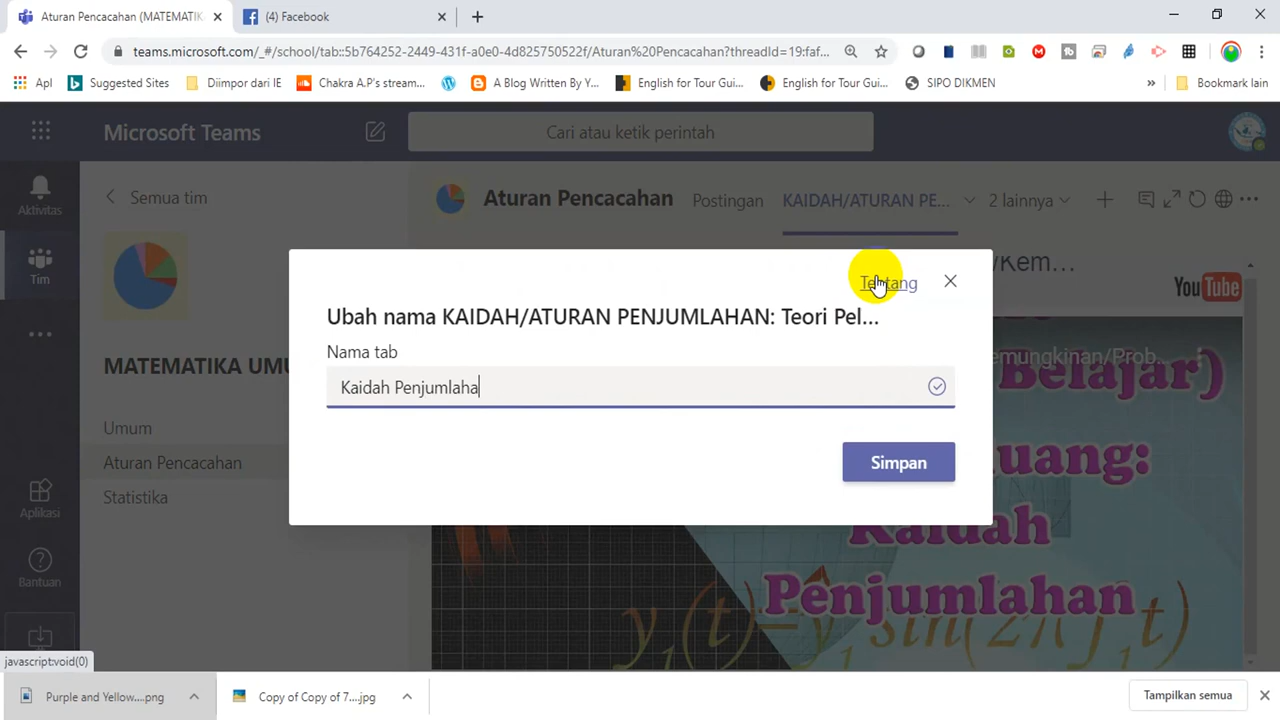 Aturan Pencacahan (MATEMATIK
(4) Facebook
teams.microsoft.com/_#/school/tab::5b764252-2449-431f-a0e0-4d825750522f/Aturan%20Pencacahan?threadId=19:faf...
Apl
Suggested Sites
Diimpor dari IE
Chakra A.P's stream...
A Blog Written By Y...
English for Tour Gui...
English for Tour Gui...
SIPO DIKMEN
»
Bookmark lain
Microsoft Teams
Cari atau ketik perintah
Aktivitas
Tim
Aplikasi
Bantuan
Semua tim
MATEMATIKA UMU
Umum
Aturan Pencacahan
Statistika
Aturan Pencacahan
Postingan
KAIDAH/ATURAN PE...
2 lainnya
/Kem...
YouTube
emungkinan/Prob...
Tentang
Ubah nama KAIDAH/ATURAN PENJUMLAHAN: Teori Pel...
Nama tab
Kaidah Penjumlaha
Simpan
uang:
Kaidah
Penjumlahan
javascript:void(0)
Purple and Yellow....png
Copy of Copy of 7....jpg
Tampilkan semua